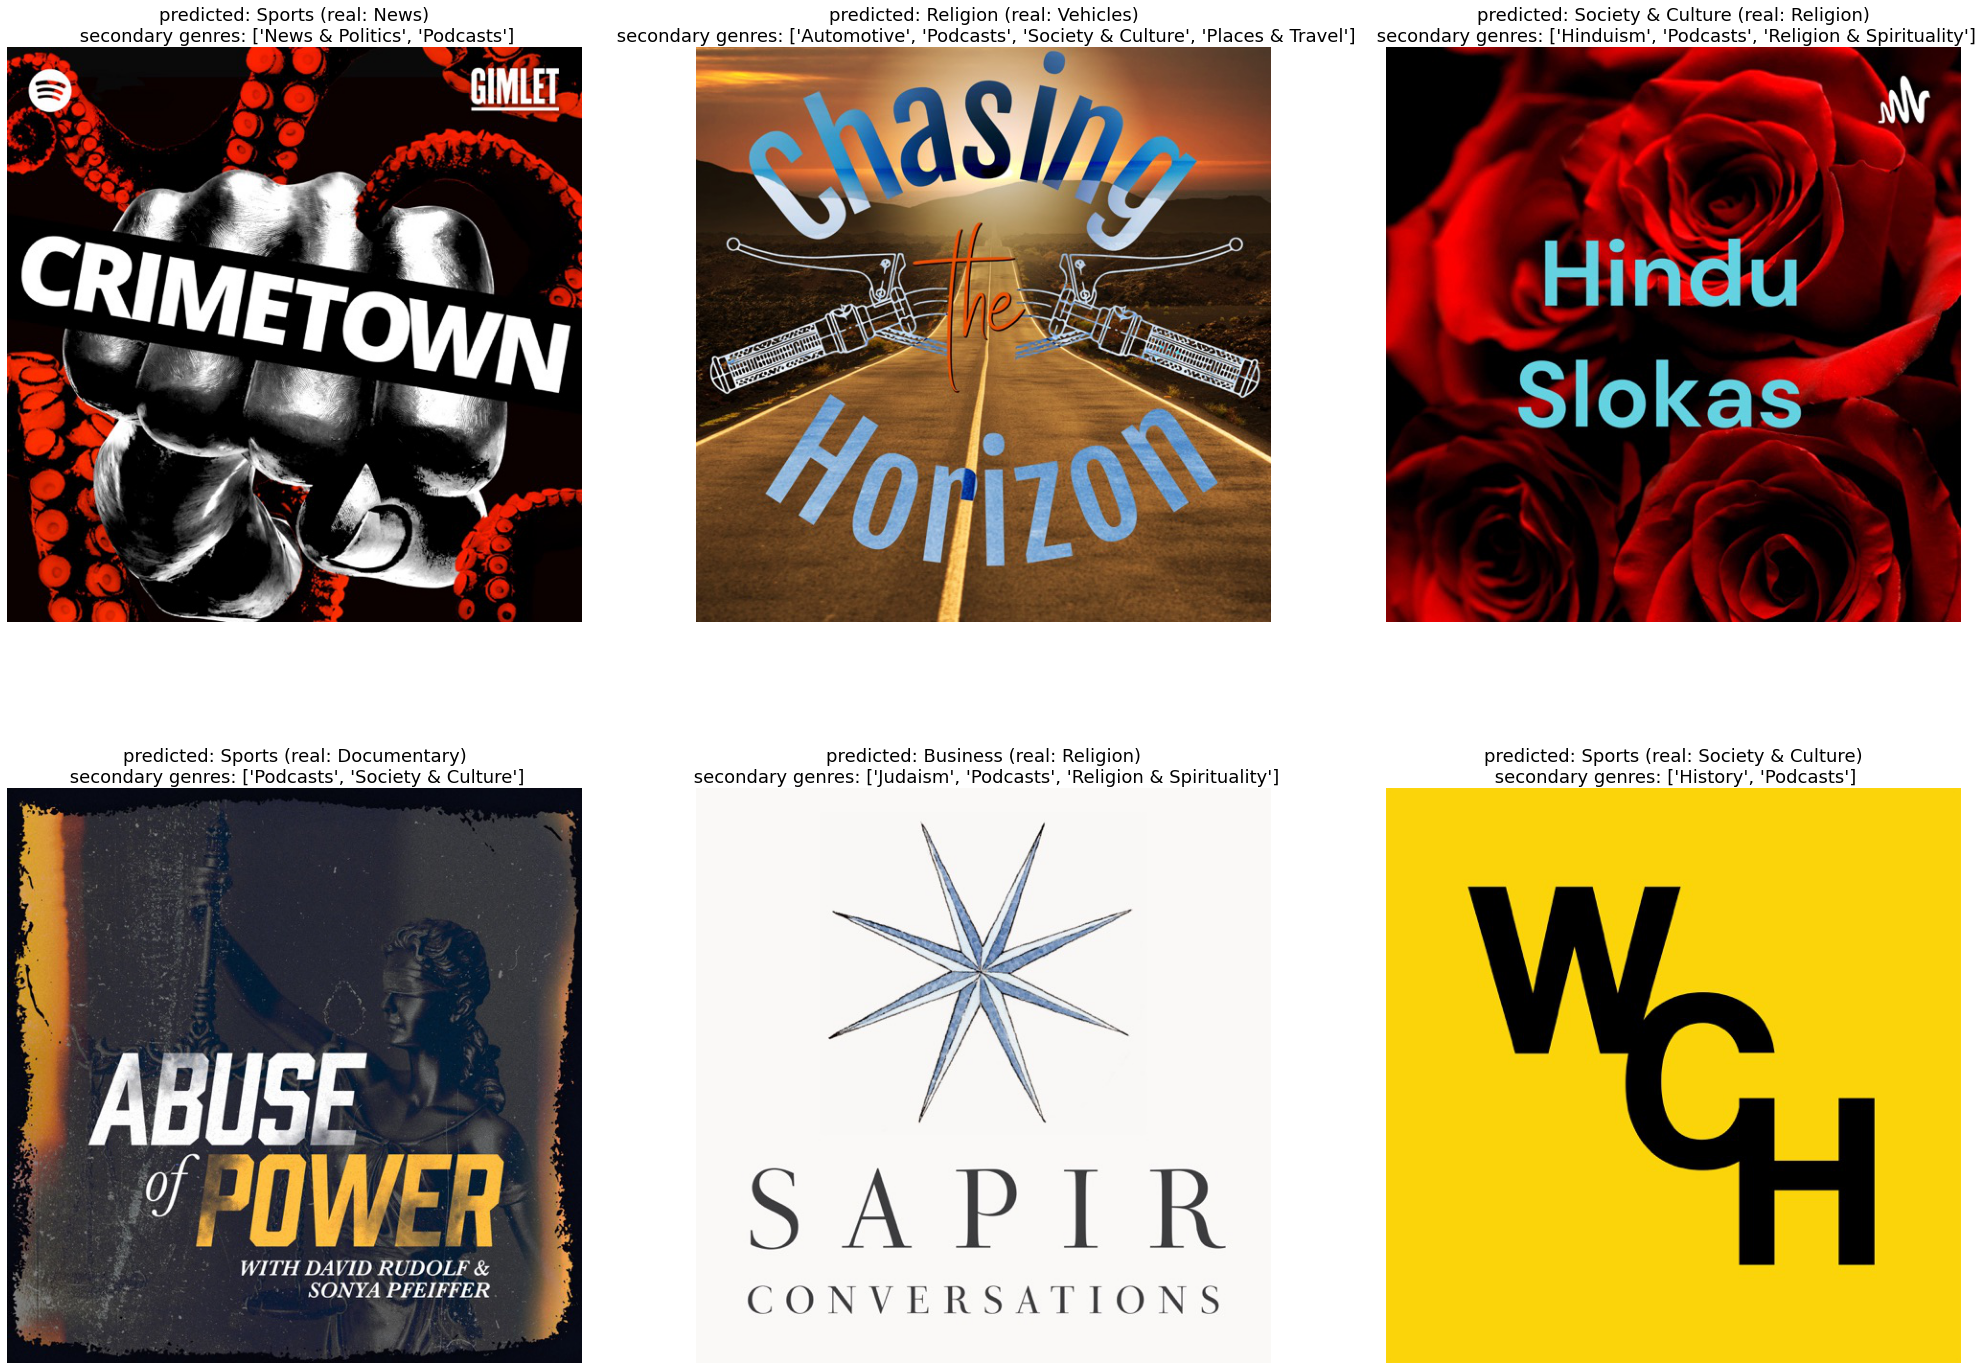 predicted: Sports (real: News)
secondary genres: ['News & Politics', 'Podcasts']
GIMLET
CRIMETOWN
predicted: Religion (real: Vehicles)
secondary genres: ['Automotive', 'Podcasts', 'Society & Culture', 'Places & Travel']
Chasing
the
Horizon
predicted: Society & Culture (real: Religion)
secondary genres: ['Hinduism', 'Podcasts', 'Religion & Spirituality']
Hindu
Slokas
predicted: Sports (real: Documentary)
secondary genres: ['Podcasts', 'Society & Culture']
ABUSE
of POWER
WITH DAVID RUDOLF &
SONYA PFEIFFER
predicted: Business (real: Religion)
secondary genres: ['Judaism', 'Podcasts', 'Religion & Spirituality']
SAPIR
CONVERSATIONS
predicted: Sports (real: Society & Culture)
secondary genres: ['History', 'Podcasts']
W
C
H